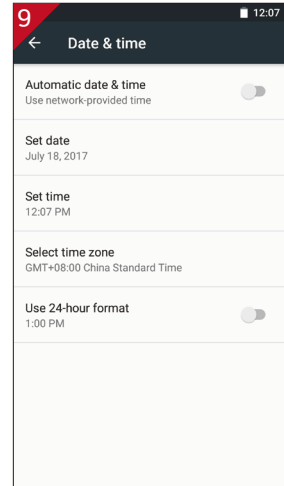 9
12:07
Date & time
Automatic date & time
Use network-provided time
Set date
July 18, 2017
Set time
12:07 PM
Select time zone
GMT+08:00 China Standard Time
Use 24-hour format
1:00 PM